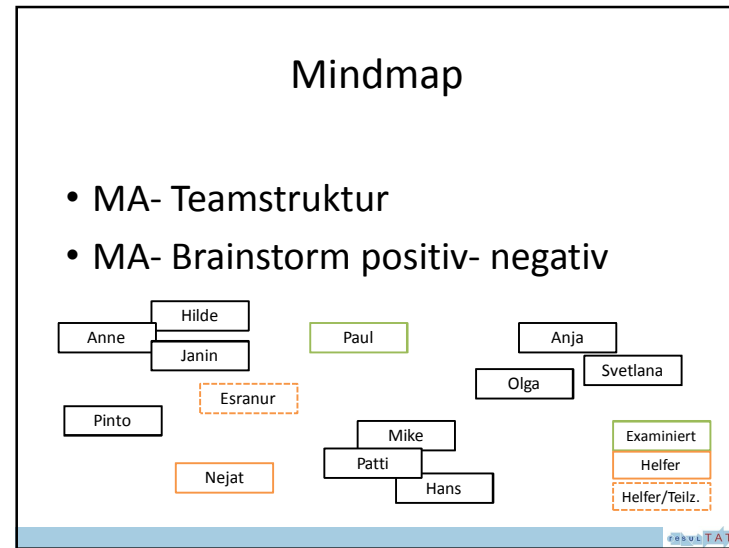 Mindmap
• MA- Teamstruktur
• MA- Brainstorm positiv- negativ
Hilde
Anne
Janin
Paul
Anja
Svetlana
Olga
Esranur
Pinto
Mike
Patti
Hans
Nejat
Examiniert
Helfer
Helfer/Teilz.
resulTAT